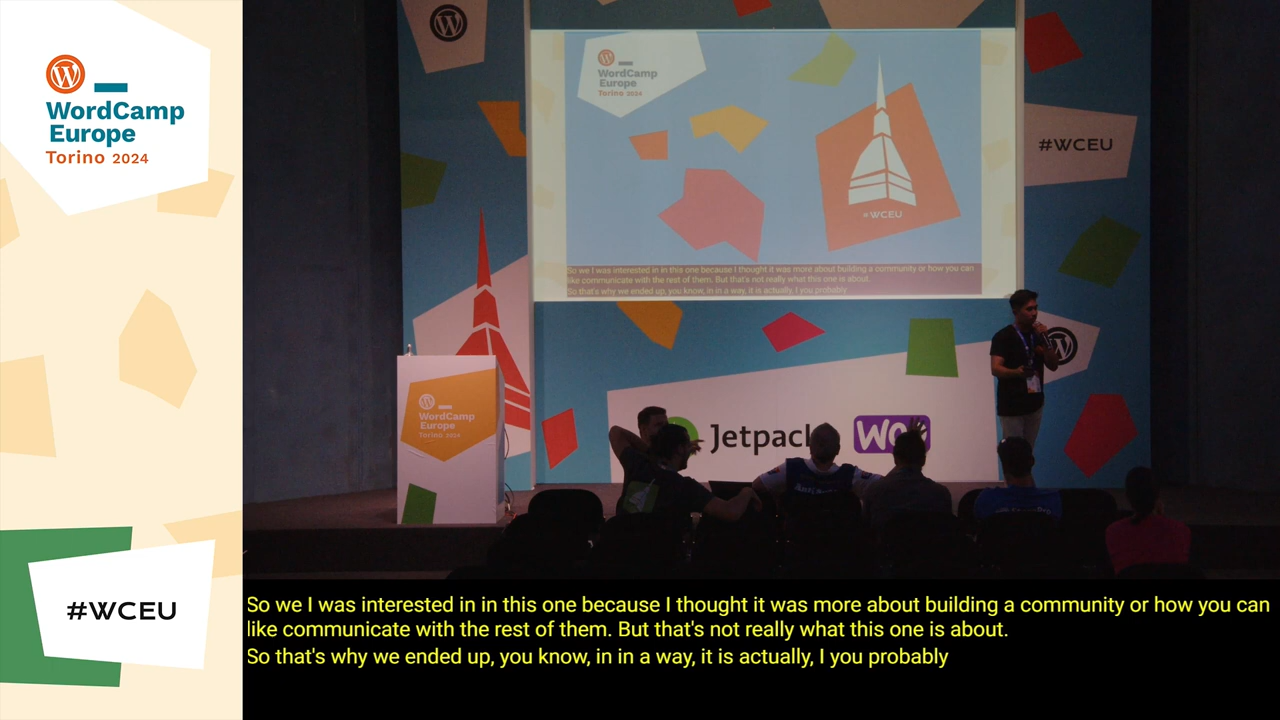 WordCamp
Europe
Torino 2024
#WCEU
WordCamp
Europe
Torino 2024
#WCEU
So we I was interested in in this one because I thought it was more about building a community or how you can
like communicate with the rest of them. But that's not really what this one is about.
So that's why we ended up, you know, in in a way, it is actually, I you probably
#WCEU
WordCamp
Europe
Torino 2024
Jetpack
Woo
So we I was interested in in this one because I thought it was more about building a community or how you can
like communicate with the rest of them. But that's not really what this one is about.
So that's why we ended up, you know, in in a way, it is actually, I you probably